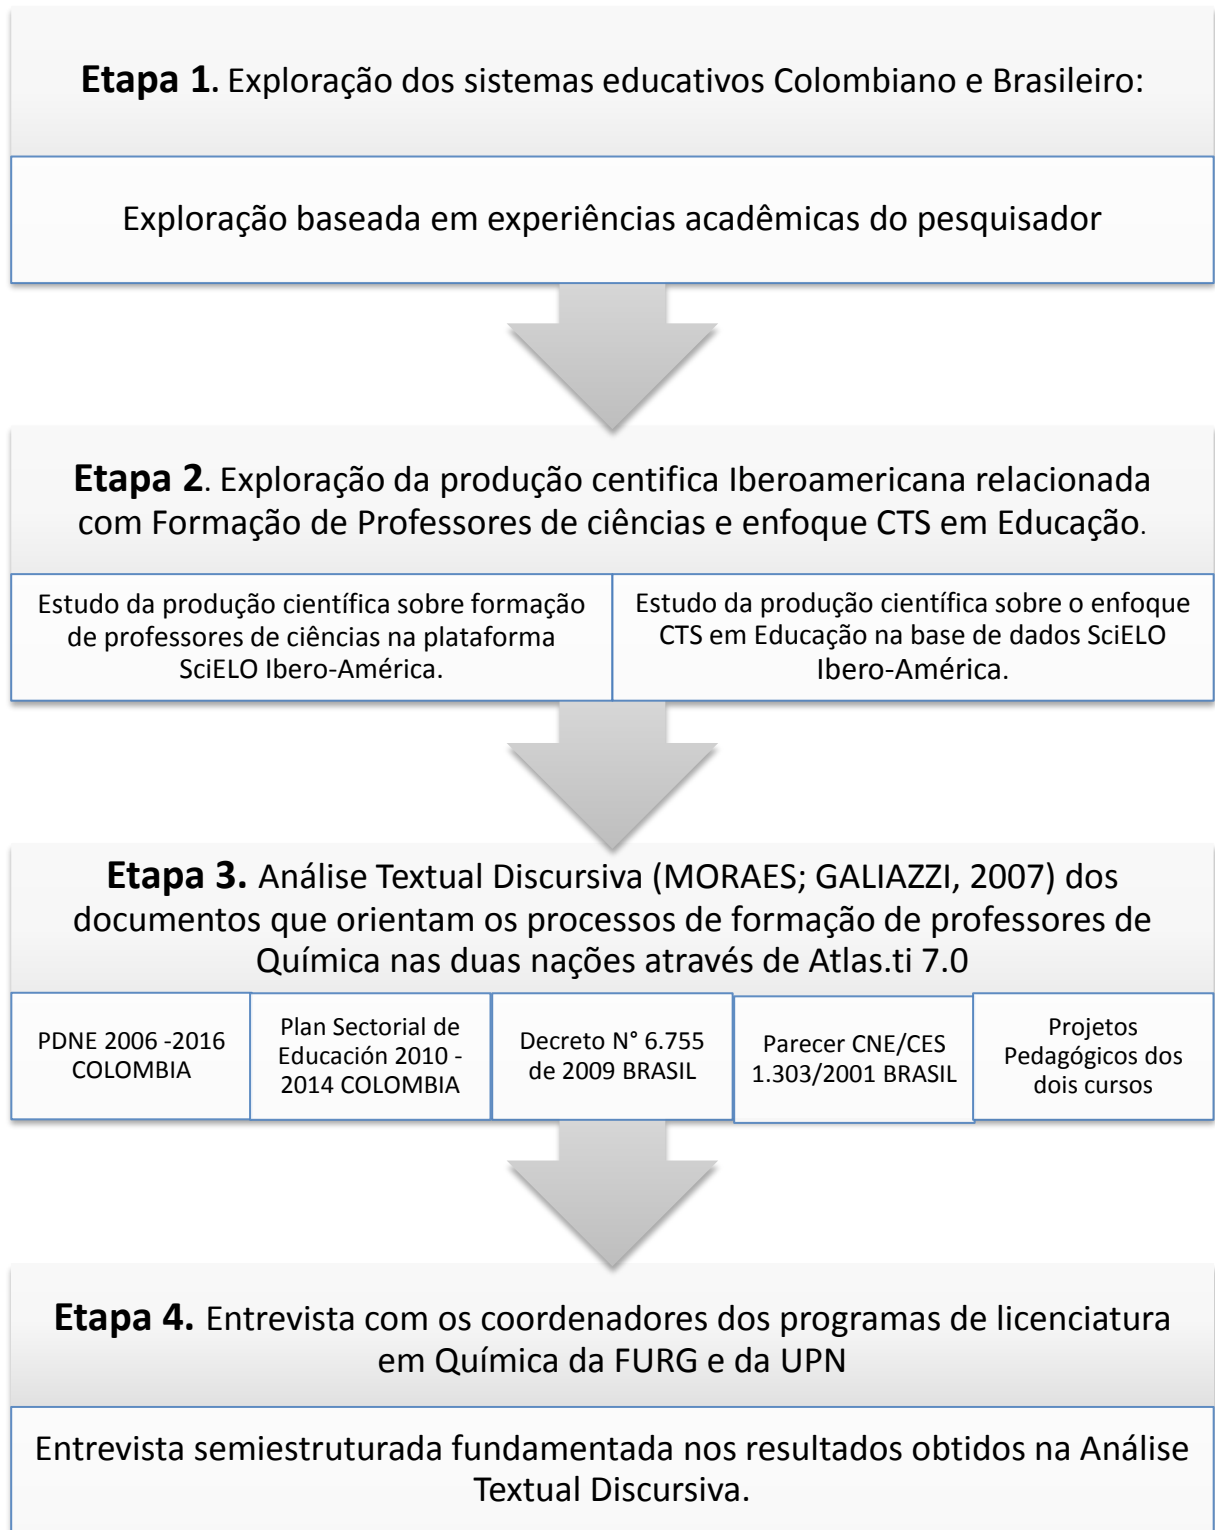 Etapa 1. Exploração dos sistemas educativos Colombiano e Brasileiro:
Exploração baseada em experiências acadêmicas do pesquisador
Etapa 2. Exploração da produção centifica Iberoamericana relacionada
com Formação de Professores de ciências e enfoque CTS em Educação.
Estudo da produção científica sobre formação
de professores de ciências na plataforma
SciELO Ibero-América.
Estudo da produção científica sobre o enfoque
CTS em Educação na base de dados SciELO
Ibero-América.
Etapa 3. Análise Textual Discursiva (MORAES; GALIAZZI, 2007) dos
documentos que orientam os processos de formação de professores de
Química nas duas nações através de Atlas.ti 7.0
PDNE 2006 -2016
COLOMBIA
Plan Sectorial de
Educación 2010 -
2014 COLOMBIA
Decreto N° 6.755
de 2009 BRASIL
Parecer CNE/CES
1.303/2001 BRASIL
Projetos
Pedagógicos dos
dois cursos
Etapa 4. Entrevista com os coordenadores dos programas de licenciatura
em Química da FURG e da UPN
Entrevista semiestruturada fundamentada nos resultados obtidos na Análise
Textual Discursiva.